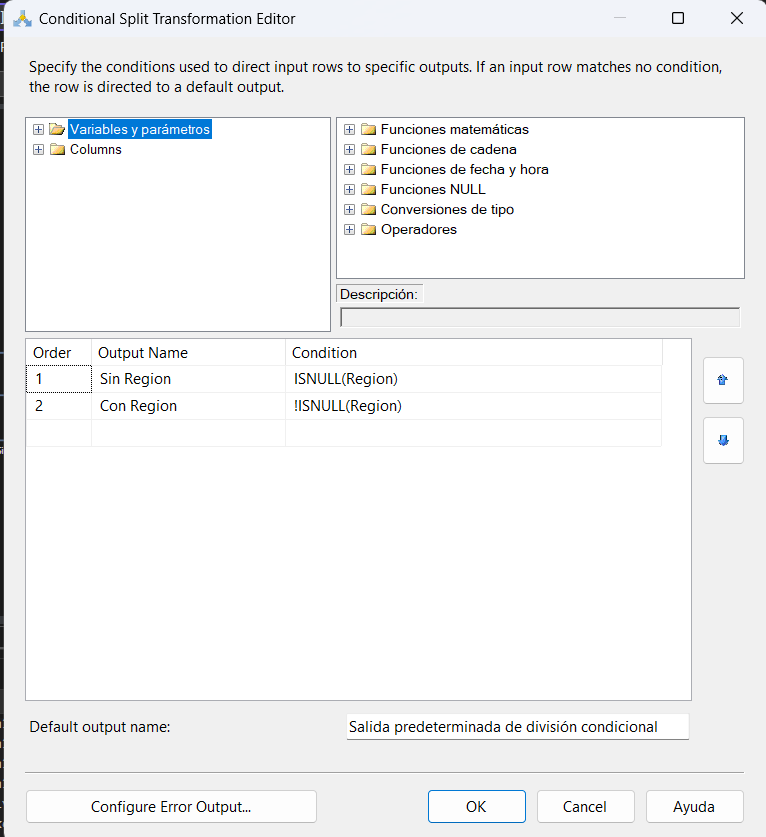 Conditional Split Transformation Editor
Specify the conditions used to direct input rows to specific outputs. If an input row matches no condition,
the row is directed to a default output.
Variables y parámetros
Columns
Funciones matemáticas
Funciones de cadena
Funciones de fecha y hora
Funciones NULL
Conversiones de tipo
Operadores
Descripción:
Order Output Name Condition
1 Sin Region ISNULL(Region)
2 Con Region !ISNULL(Region)
Default output name: Salida predeterminada de división condicional
Configure Error Output... OK Cancel Ayuda